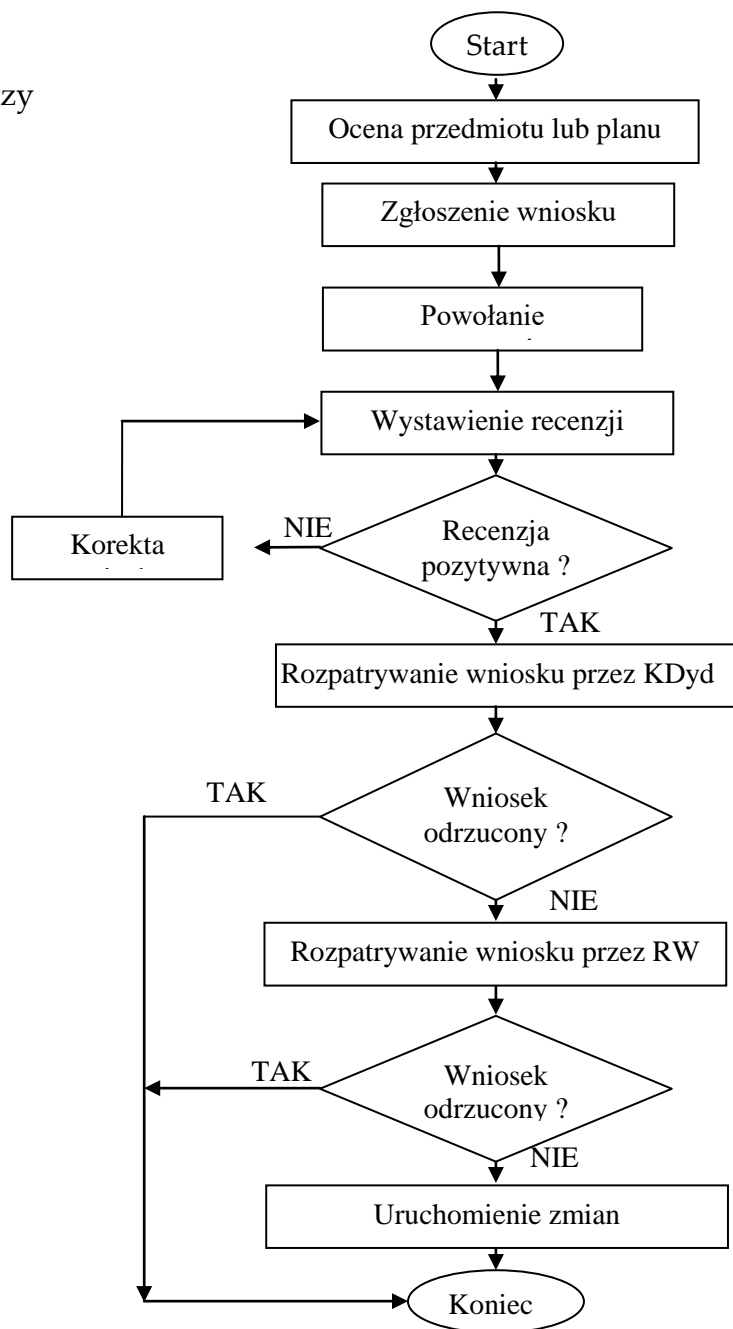 Start
zy
Ocena przedmiotu lub planu
Zgłoszenie wniosku
Powołanie
Wystawienie recenzji
NIE
Korekta
Recenzja
pozytywna ?
TAK
Rozpatrywanie wniosku przez KDyd
TAK
Wniosek
odrzucony ?
NIE
Rozpatrywanie wniosku przez RW
TAK
Wniosek
odrzucony ?
NIE
Uruchomienie zmian
Koniec